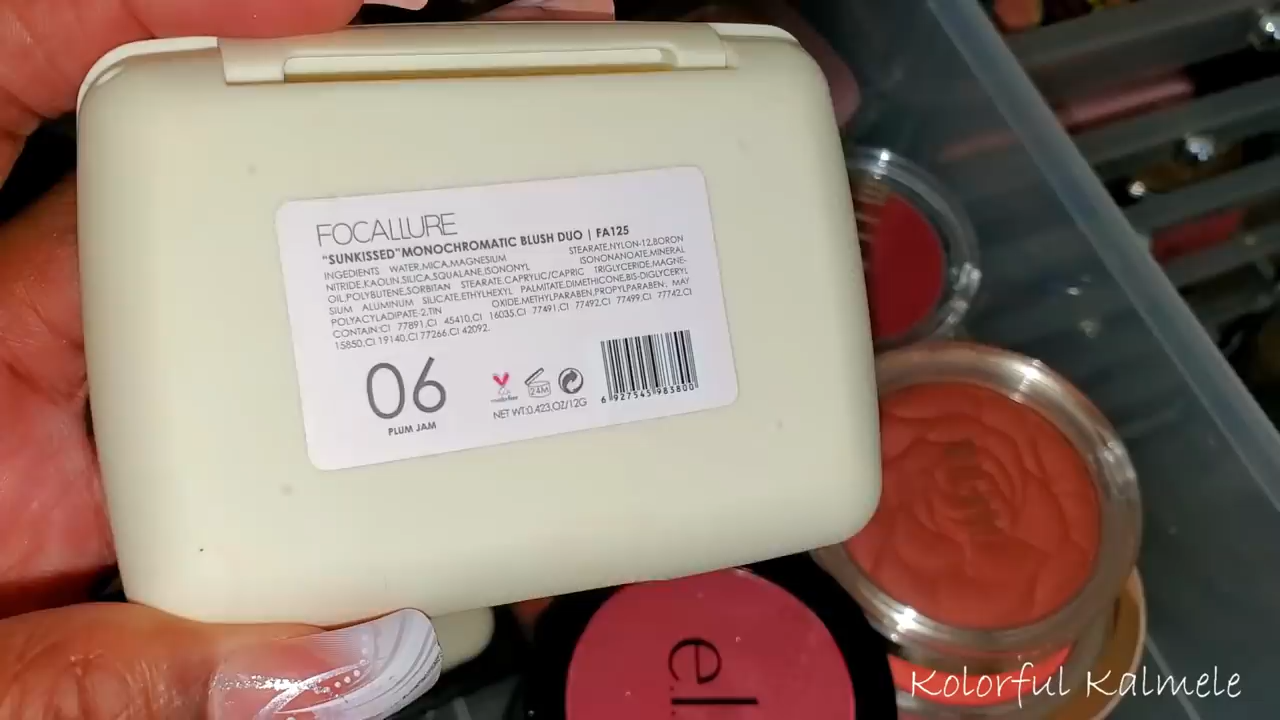 FOCALLURE
"SUNKISSED"MONOCHROMATIC BLUSH DUO | FA125
INGEDIENTS WATER,MICA,MAGNESIUM STEARATE,NYLON-12,BORON
NITRIDE,KAOLIN,SILICA,SQUALANE,ISONONYL ISONONANOATE,MINERAL
OIL,POLYBUTENE,SORBITAN STEARATE,CAPRYLIC/CAPRIC TRIGLYCERIDE,MAGNE-
SIUM ALUMINUM SILICATE,ETHYLHEXYL PALMITATE,DIMETHICONE,BIS-DIGLYCERYL
POLYACYLADIPATE-2,TIN OXIDE,METHYLPARABEN,PROPYLPARABEN, MAY
CONTAIN:CI 77891,CI 45410,CI 16035,CI 77491,CI 77492,CI 77499,CI 77742,CI
15850,CI 19140,CI 77266,CI 42092.
06
PLUM JAM
24M
NET WT:0.423.OZ/12G
6 927545 983800
e.l.
Kolorful Kalmele